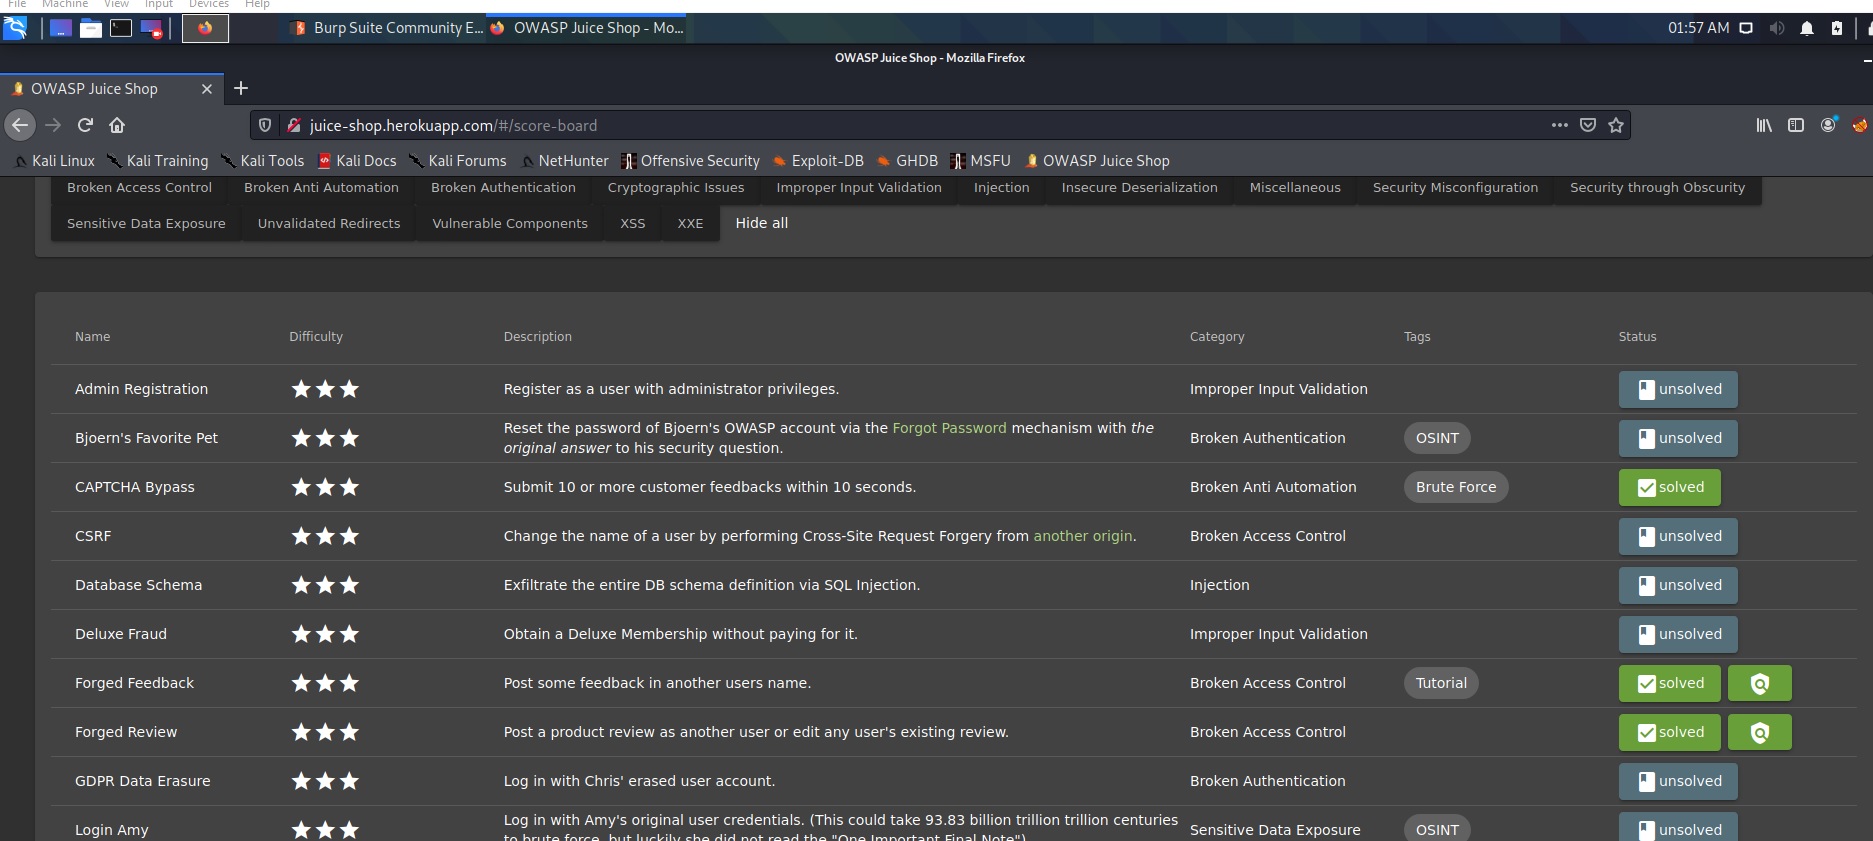 File Machine View Input Devices Help
Burp Suite Community E... OWASP Juice Shop - Mo... 01:57 AM
OWASP Juice Shop - Mozilla Firefox
OWASP Juice Shop
juice-shop.herokuapp.com/#/score-board
Kali Linux Kali Training Kali Tools Kali Docs Kali Forums NetHunter Offensive Security Exploit-DB GHDB MSFU OWASP Juice Shop
Broken Access Control Broken Anti Automation Broken Authentication Cryptographic Issues Improper Input Validation Injection Insecure Deserialization Miscellaneous Security Misconfiguration Security through Obscurity
Sensitive Data Exposure Unvalidated Redirects Vulnerable Components XSS XXE Hide all
Name Difficulty Description Category Tags Status
Admin Registration Register as a user with administrator privileges. Improper Input Validation unsolved
Bjoern's Favorite Pet Reset the password of Bjoern's OWASP account via the Forgot Password mechanism with the
original answer to his security question. Broken Authentication OSINT unsolved
CAPTCHA Bypass Submit 10 or more customer feedbacks within 10 seconds. Broken Anti Automation Brute Force solved
CSRF Change the name of a user by performing Cross-Site Request Forgery from another origin. Broken Access Control unsolved
Database Schema Exfiltrate the entire DB schema definition via SQL Injection. Injection unsolved
Deluxe Fraud Obtain a Deluxe Membership without paying for it. Improper Input Validation unsolved
Forged Feedback Post some feedback in another users name. Broken Access Control Tutorial solved
Forged Review Post a product review as another user or edit any user's existing review. Broken Access Control solved
GDPR Data Erasure Log in with Chris' erased user account. Broken Authentication unsolved
Login Amy Log in with Amy's original user credentials. (This could take 93.83 billion trillion trillion centuries
to brute force, but luckily she did not read the "One Important Final Note") Sensitive Data Exposure OSINT unsolved